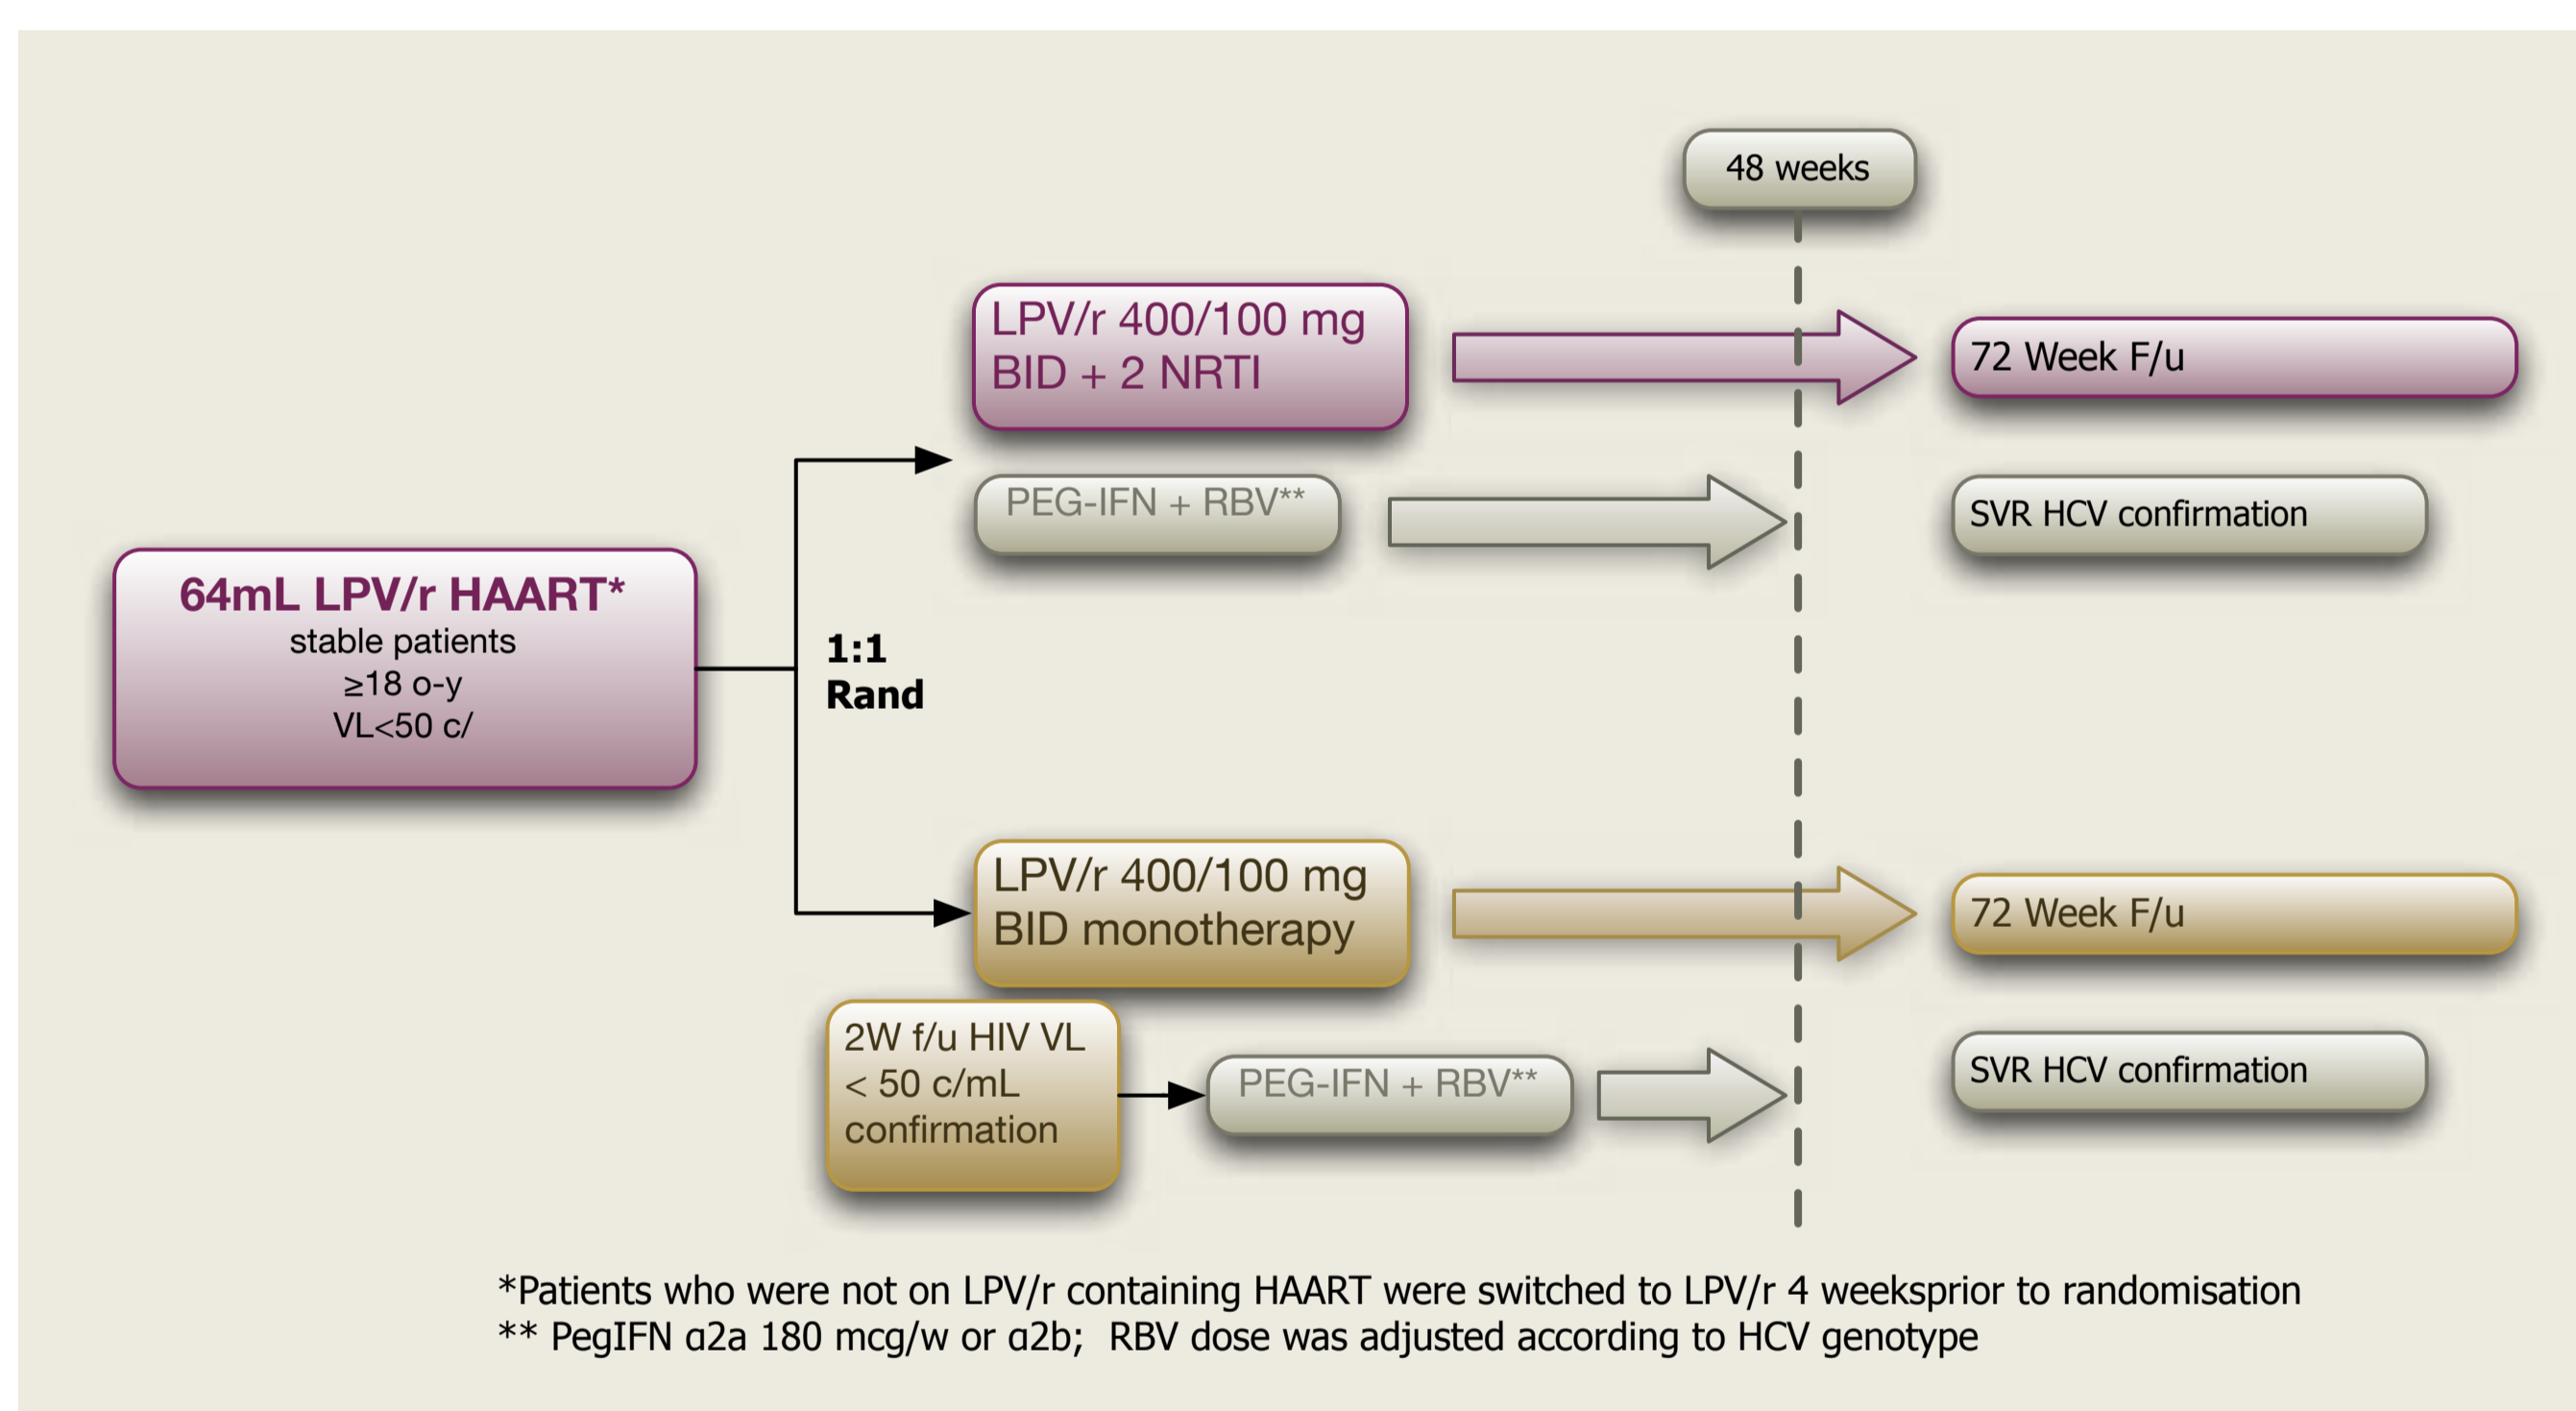 48 weeks
LPV/r 400/100 mg
BID + 2 NRTI
72 Week F/u
PEG-IFN + RBV**
SVR HCV confirmation
64mL LPV/r HAART*
stable patients
≥18 o-y
VL<50 c/
1:1
Rand
LPV/r 400/100 mg
BID monotherapy
72 Week F/u
2W f/u HIV VL
< 50 c/mL
confirmation
PEG-IFN + RBV**
SVR HCV confirmation
*Patients who were not on LPV/r containing HAART were switched to LPV/r 4 weeksprior to randomisation
** PegIFN α2a 180 mcg/w or α2b;  RBV dose was adjusted according to HCV genotype